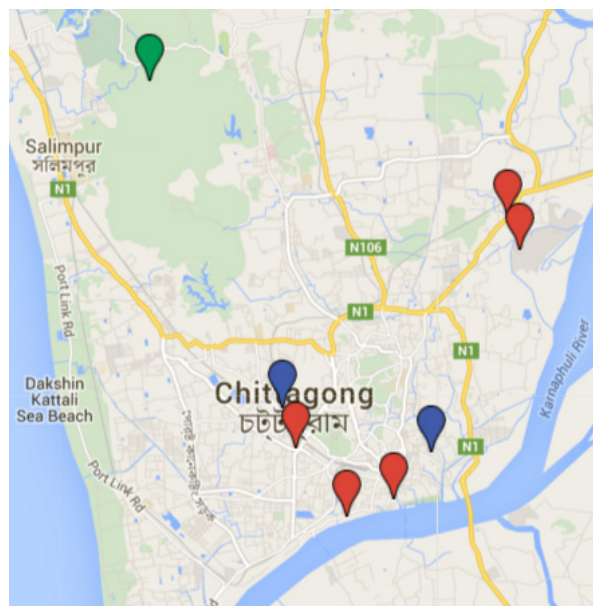 Salimpur
সলিমপুর
N1
N106
N1
N1
Port Link Rd
Karnaphuli River
Dakshin
Kattali
Sea Beach
Chittagong
N1
Port Link Rd